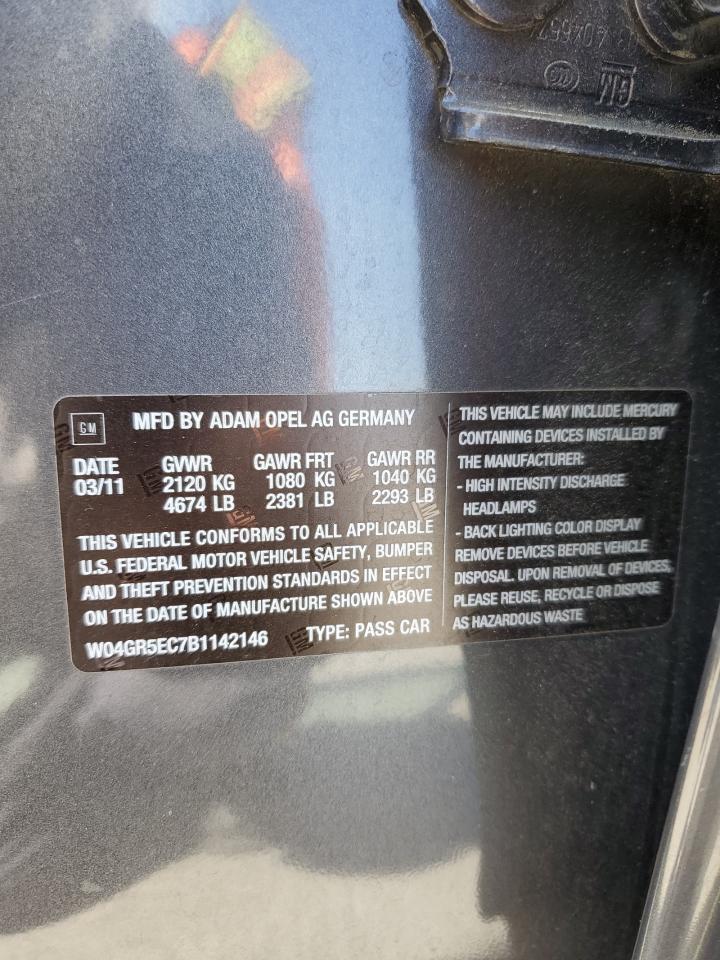 GM
GM
MFD BY ADAM OPEL AG GERMANY
DATE GVWR GAWR FRT GAWR RR
03/11 2120 KG 1080 KG 1040 KG
4674 LB 2381 LB 2293 LB
THIS VEHICLE CONFORMS TO ALL APPLICABLE
U.S. FEDERAL MOTOR VEHICLE SAFETY, BUMPER
AND THEFT PREVENTION STANDARDS IN EFFECT
ON THE DATE OF MANUFACTURE SHOWN ABOVE
W04GR5EC7B1142146 TYPE: PASS CAR
THIS VEHICLE MAY INCLUDE MERCURY
CONTAINING DEVICES INSTALLED BY
THE MANUFACTURER:
- HIGH INTENSITY DISCHARGE
HEADLAMPS
- BACK LIGHTING COLOR DISPLAY
REMOVE DEVICES BEFORE VEHICLE
DISPOSAL. UPON REMOVAL OF DEVICES,
PLEASE REUSE, RECYCLE OR DISPOSE
AS HAZARDOUS WASTE